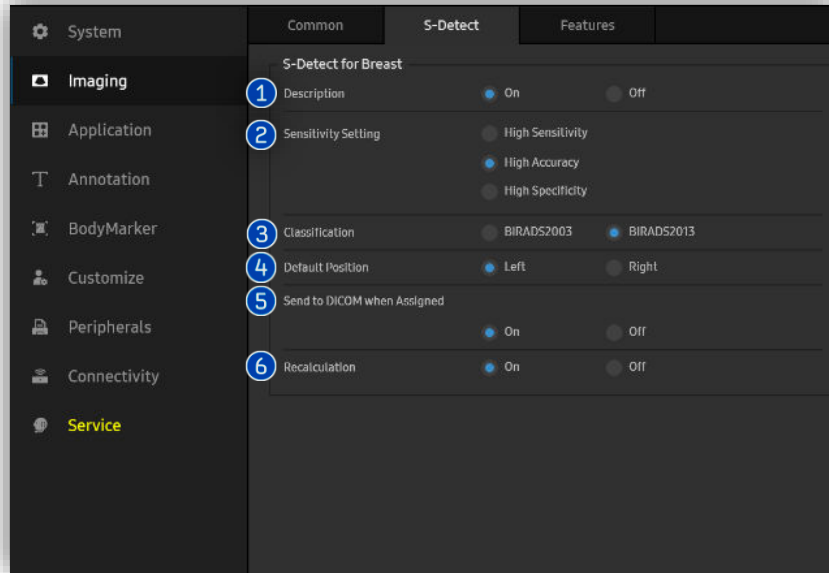 System
Imaging
Application
Annotation
BodyMarker
Customize
Peripherals
Connectivity
Service
Common S-Detect Features
S-Detect for Breast
1 Description On Off
2 Sensitivity Setting High Sensitivity
High Accuracy
High Specificity
3 Classification BIRADS2003 BIRADS2013
4 Default Position Left Right
5 Send to DICOM when Assigned
On Off
6 Recalculation On Off